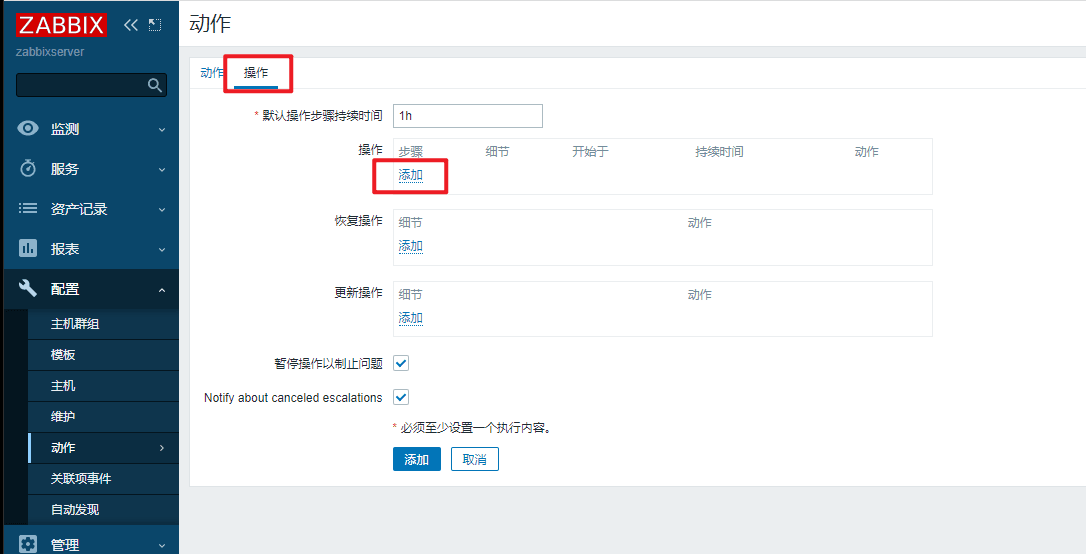 ZABBIX
zabbixserver
监测
服务
资产记录
报表
配置
主机群组
模板
主机
维护
动作
关联项事件
自动发现
管理
动作
动作 操作
* 默认操作步骤持续时间 1h
操作 步骤 细节 开始于 持续时间 动作
添加
恢复操作 细节 动作
添加
更新操作 细节 动作
添加
暂停操作以制止问题
Notify about canceled escalations
* 必须至少设置一个执行内容。
添加 取消